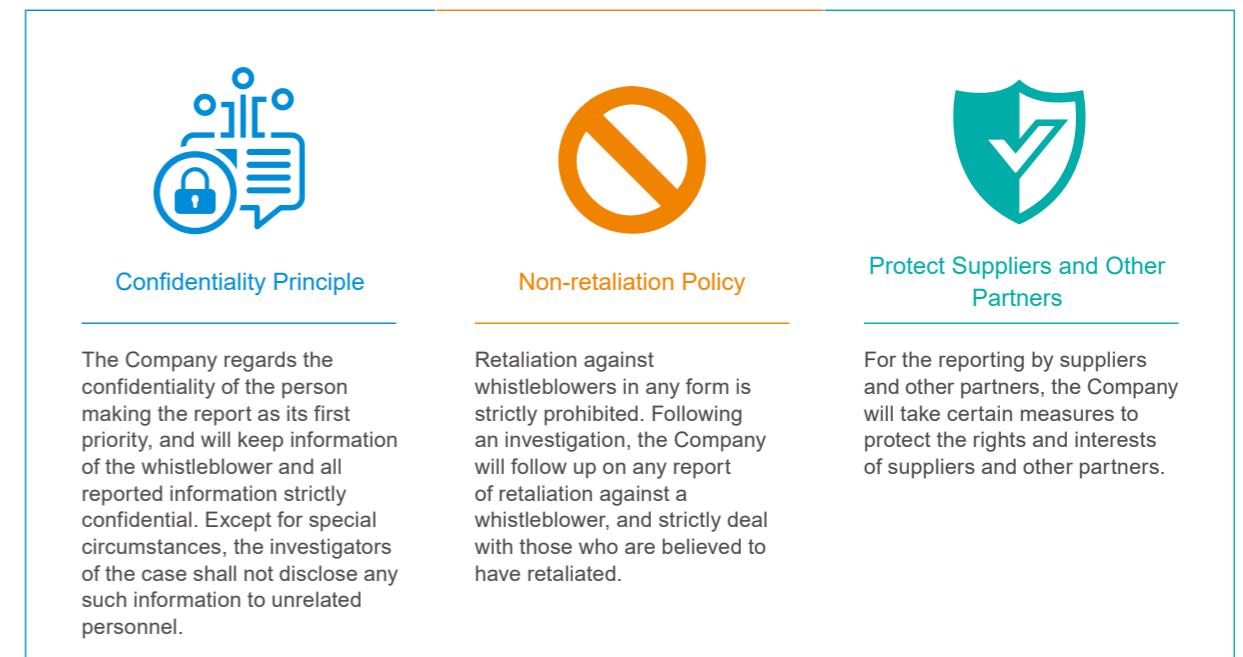 Confidentiality Principle
The Company regards the
confidentiality of the person
making the report as its first
priority, and will keep information
of the whistleblower and all
reported information strictly
confidential. Except for special
circumstances, the investigators
of the case shall not disclose any
such information to unrelated
personnel.
Non-retaliation Policy
Retaliation against
whistleblowers in any form is
strictly prohibited. Following
an investigation, the Company
will follow up on any report
of retaliation against a
whistleblower, and strictly deal
with those who are believed to
have retaliated.
Protect Suppliers and Other
Partners
For the reporting by suppliers
and other partners, the Company
will take certain measures to
protect the rights and interests
of suppliers and other partners.